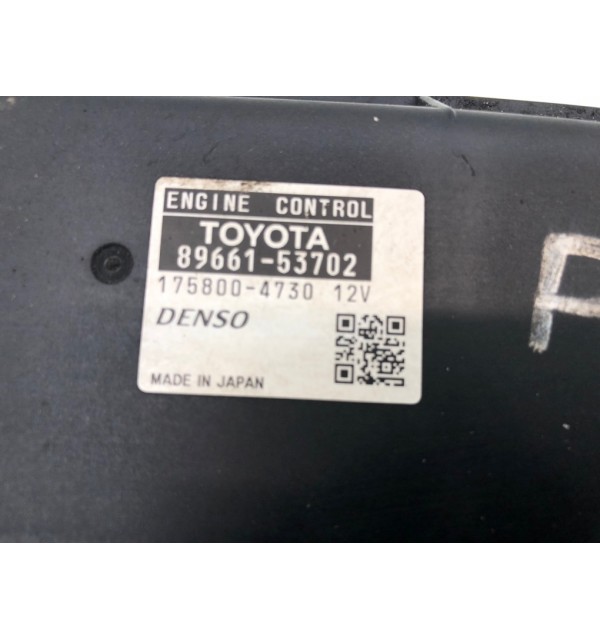 ENGINE CONTROL
TOYOTA
89661-53702
175800-4730 12V
DENSO
MADE IN JAPAN